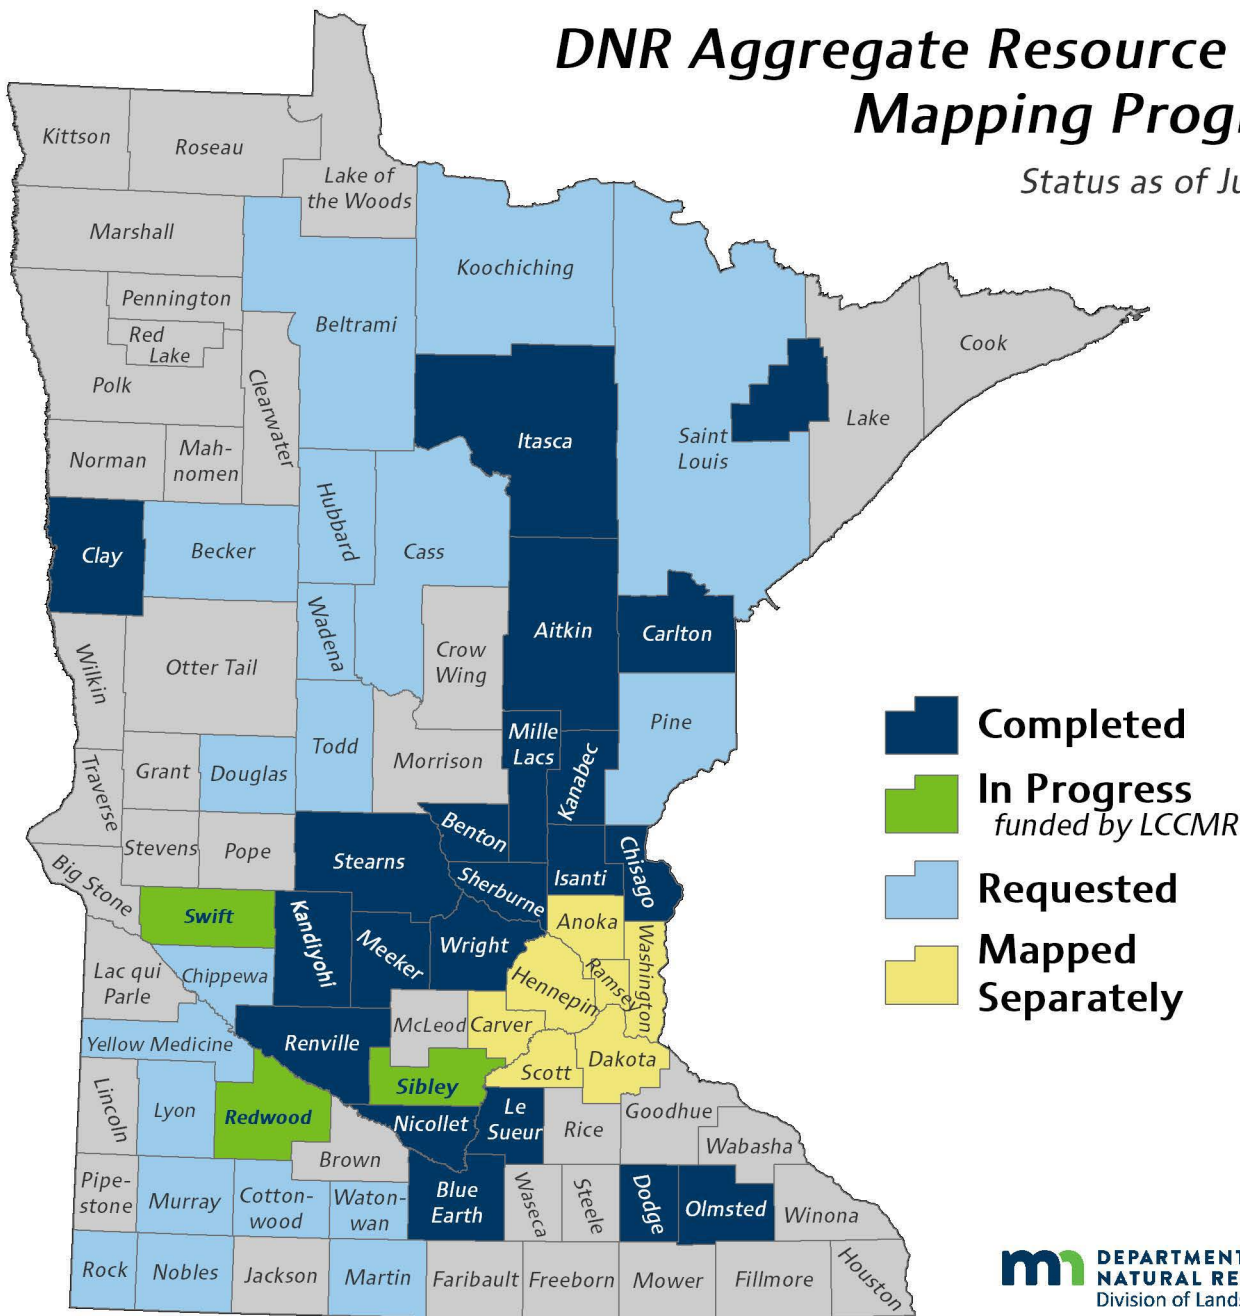 DNR Aggregate Resource
Mapping
Status as of
Kittson
Roseau
Lake of
the Woods
Marshall
Koochiching
Pennington
Beltrami
Red
Lake
Cook
Polk
Clearwater
Lake
Itasca
Saint
Louis
Norman
Mah-
nomen
Hubbard
Clay
Becker
Cass
Wadena
Aitkin
Carlton
Wilkin
Otter Tail
Crow
Wing
Pine
Completed
Mille
Lacs
Todd
Morrison
Kanabec
Traverse
Grant
Douglas
In Progress
funded by LCCMR
Benton
Stevens
Pope
Stearns
Chisago
Big Stone
Sherburne
Isanti
Requested
Swift
Kandiyohi
Anoka
Meeker
Wright
Washington
Mapped
Separately
Lac qui
Parle
Chippewa
Hennepin
Ramsey
McLeod
Carver
Yellow Medicine
Renville
Scott
Dakota
Sibley
Lincoln
Lyon
Redwood
Nicollet
Le
Sueur
Rice
Goodhue
Wabasha
Brown
Pipe-
stone
Murray
Cotton-
wood
Waton-
wan
Blue
Earth
Waseca
Steele
Dodge
Olmsted
Winona
Rock
Nobles
Jackson
Martin
Faribault
Freeborn
Mower
Fillmore
Houston
mn
DEPARTMENT
NATURAL
Division of